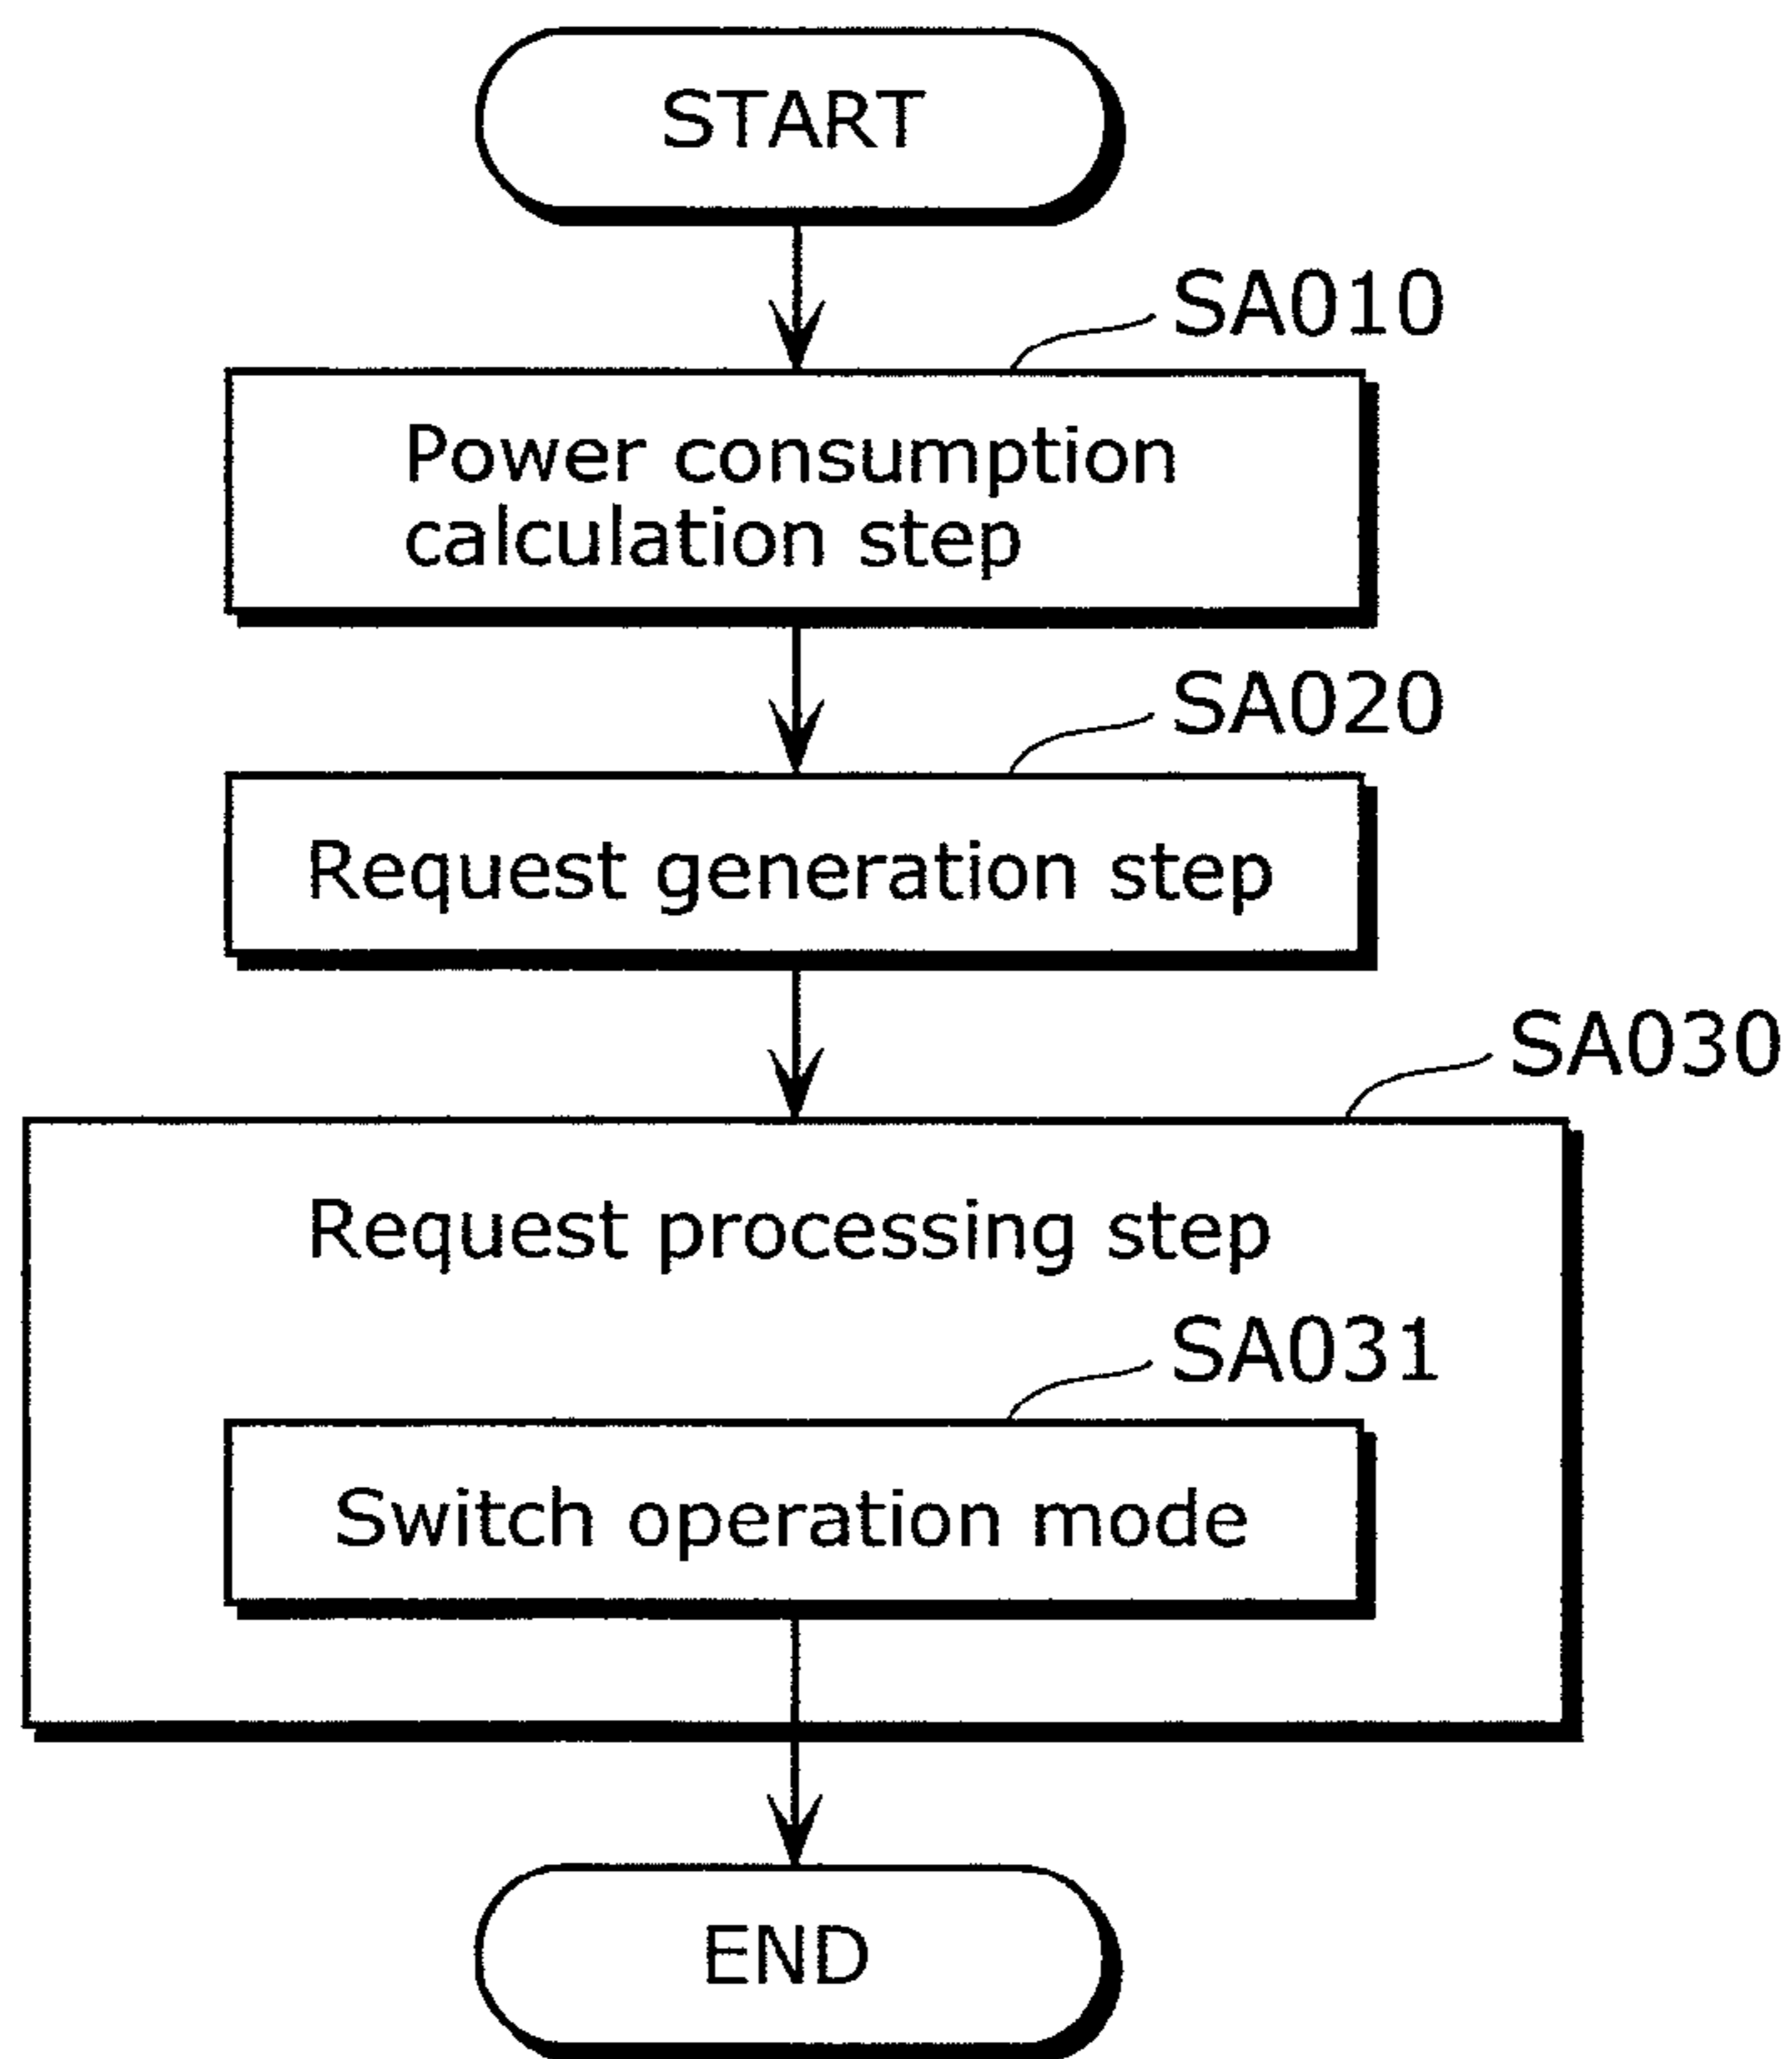 START
SA010
Power consumption
calculation step
SA020
Request generation step
SA030
Request processing step
SA031
Switch operation mode
END